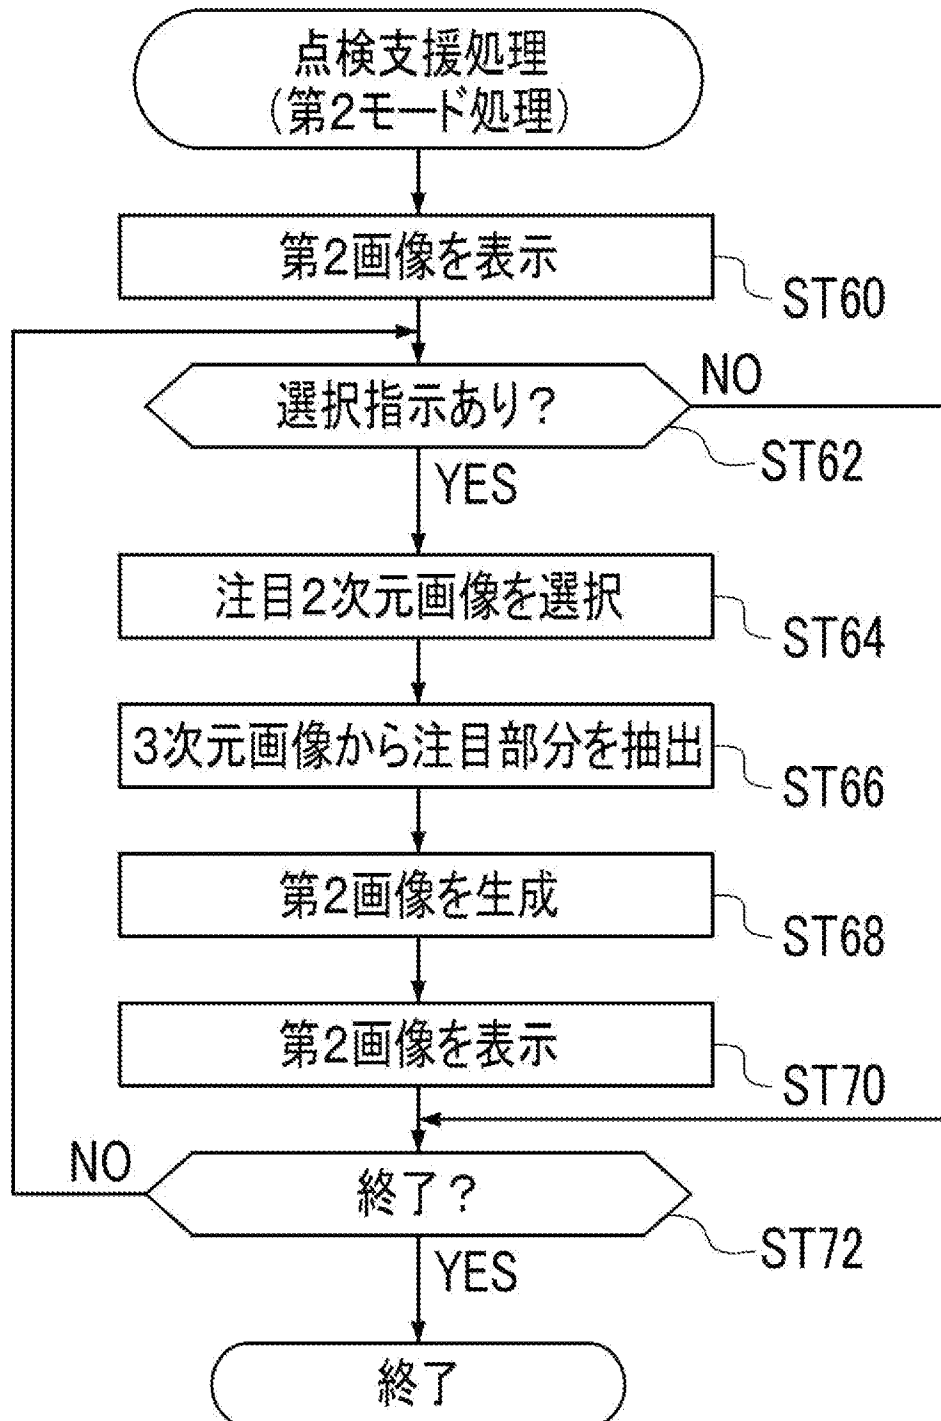 点検支援処理
(第2モード処理)
第2画像を表示
ST60
選択指示あり?
NO
ST62
YES
注目2次元画像を選択
ST64
3次元画像から注目部分を抽出
ST66
第2画像を生成
ST68
第2画像を表示
ST70
NO
終了?
ST72
YES
終了